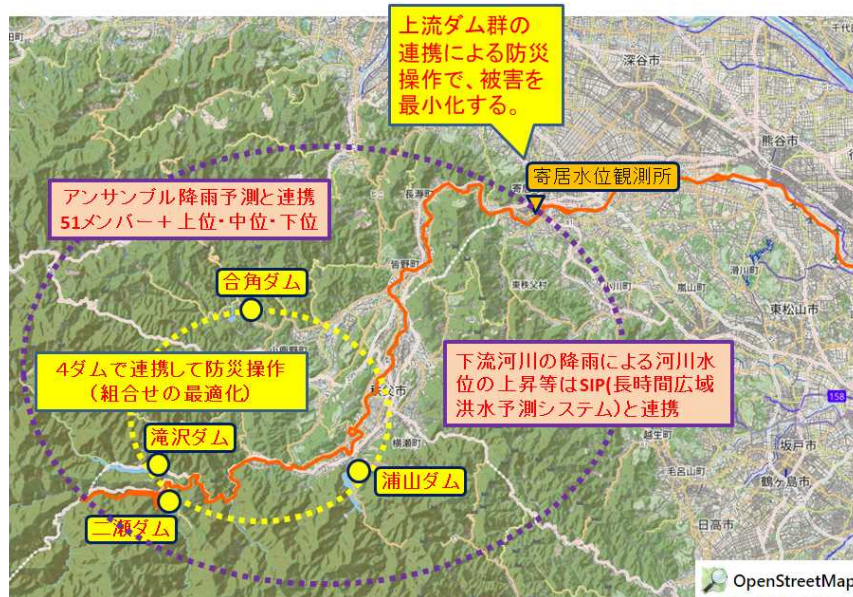 上流ダム群の
連携による防災
操作で、被害を
最小化する。
深谷市
熊谷市
寄居水位観測所
アンサンブル降雨予測と連携
51メンバー＋上位・中位・下位
長瀞町
皆野町
東秩父村
小川町
嵐山町
滑川町
東松山市
合角ダム
小鹿野町
4ダムで連携して防災操作
（組合せの最適化）
下流河川の降雨による河川水
位の上昇等はSIP(長時間広域
洪水予測システム)と連携
秩父市
横瀬町
滝沢ダム
浦山ダム
二瀬ダム
158
越生町
毛呂山町
坂戸市
鶴ヶ島市
日高市
OpenStreetMap